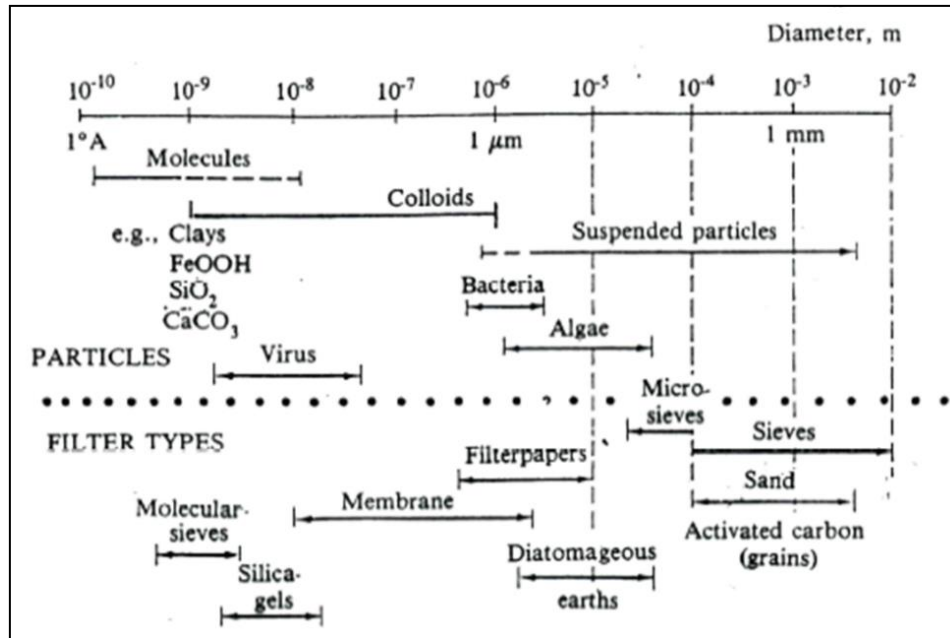 Diameter, m
10⁻¹⁰ 10⁻⁹ 10⁻⁸ 10⁻⁷ 10⁻⁶ 10⁻⁵ 10⁻⁴ 10⁻³ 10⁻²
1°A 1 μm 1 mm
Molecules
Colloids
e.g., Clays
FeOOH
SiO₂
CaCO₃
Suspended particles
Bacteria
Algae
PARTICLES
Virus
Micro-
sieves
FILTER TYPES
Sieves
Filterpapers
Sand
Membrane
Activated carbon
(grains)
Molecular-
sieves
Diatomageous
earths
Silica-
gels